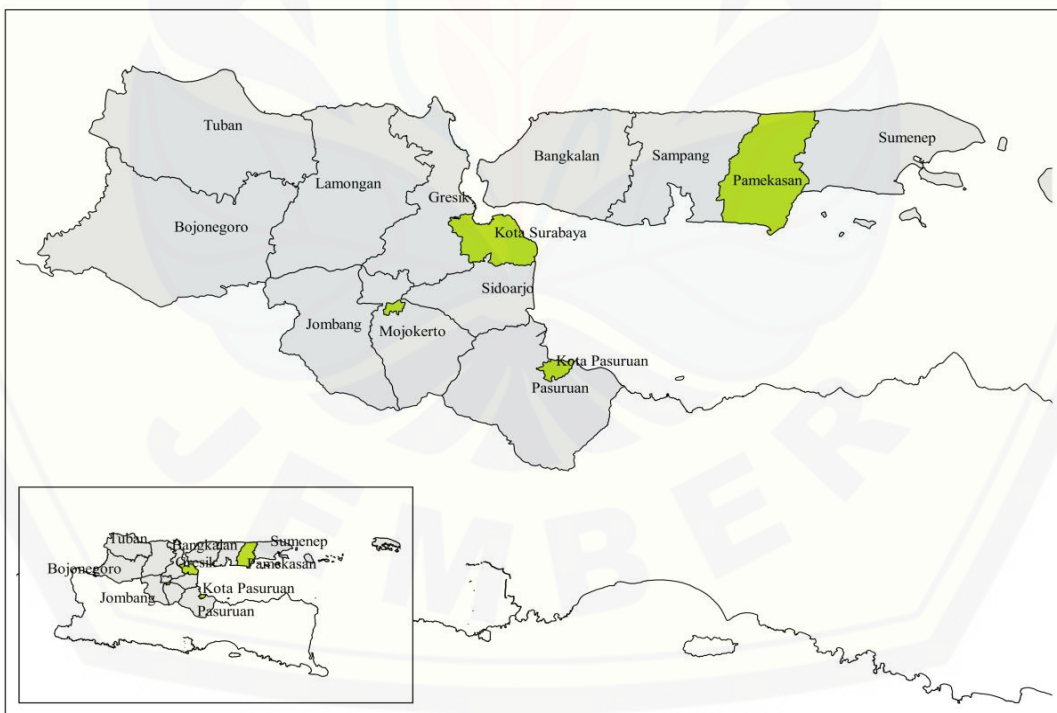 Tuban
Sumenep
Bangkalan
Sampang
Lamongan
Pamekasan
Gresik
Bojonegoro
Kota Surabaya
Sidoarjo
Jombang
Mojokerto
Kota Pasuruan
Pasuruan
JEMBER
Tuban
Bangkalan
Sumenep
Gresik
Pamekasan
Bojonegoro
Kota Pasuruan
Jombang
Pasuruan